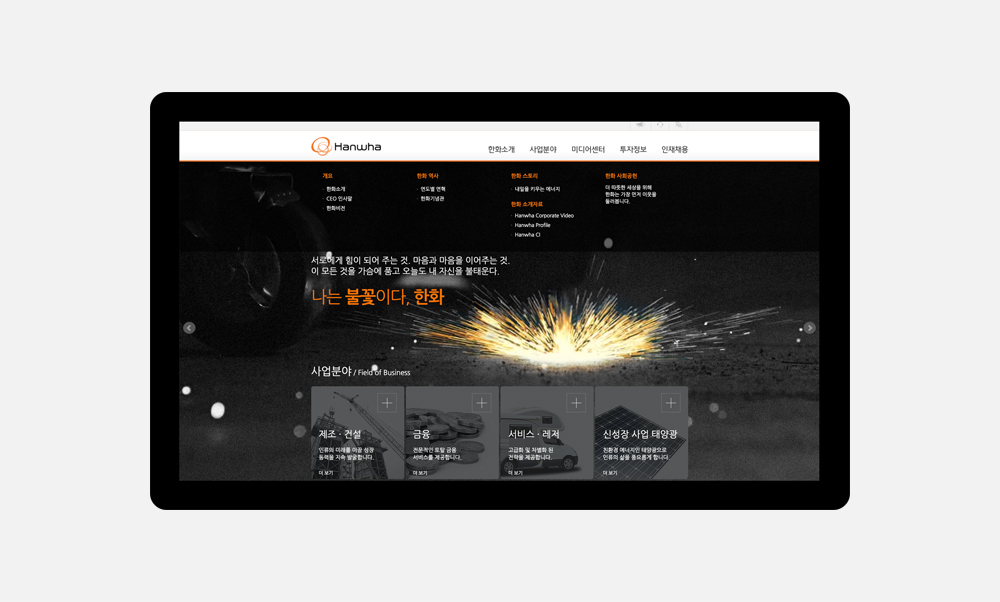 Hanwha
한화소개 사업분야 미디어센터 투자정보 인재채용
개요
· 한화소개
· CEO 인사말
· 한화비전
한화 역사
· 연도별 연혁
· 한화기념관
한화 스토리
· 내일을 키우는 에너지
한화 소개자료
· Hanwha Corporate Video
· Hanwha Profile
· Hanwha CI
한화 사회공헌
더 따뜻한 세상을 위해
한화는 가장 먼저 이웃을
돌아봅니다.
서로에게 힘이 되어 주는 것. 마음과 마음을 이어주는 것.
이 모든 것을 가슴에 품고 오늘도 내 자신을 불태운다.
나는 불꽃이다, 한화
사업분야 / Field of Business
제조 · 건설
인류의 미래를 이끌 성장
동력을 지속 발굴합니다.
더 보기
금융
전문적인 토탈 금융
서비스를 제공합니다.
더 보기
서비스 · 레저
고급화 및 차별화 된
전략을 제공합니다.
더 보기
신성장 사업 태양광
친환경 에너지인 태양광으로
인류의 삶을 풍요롭게 합니다.
더 보기